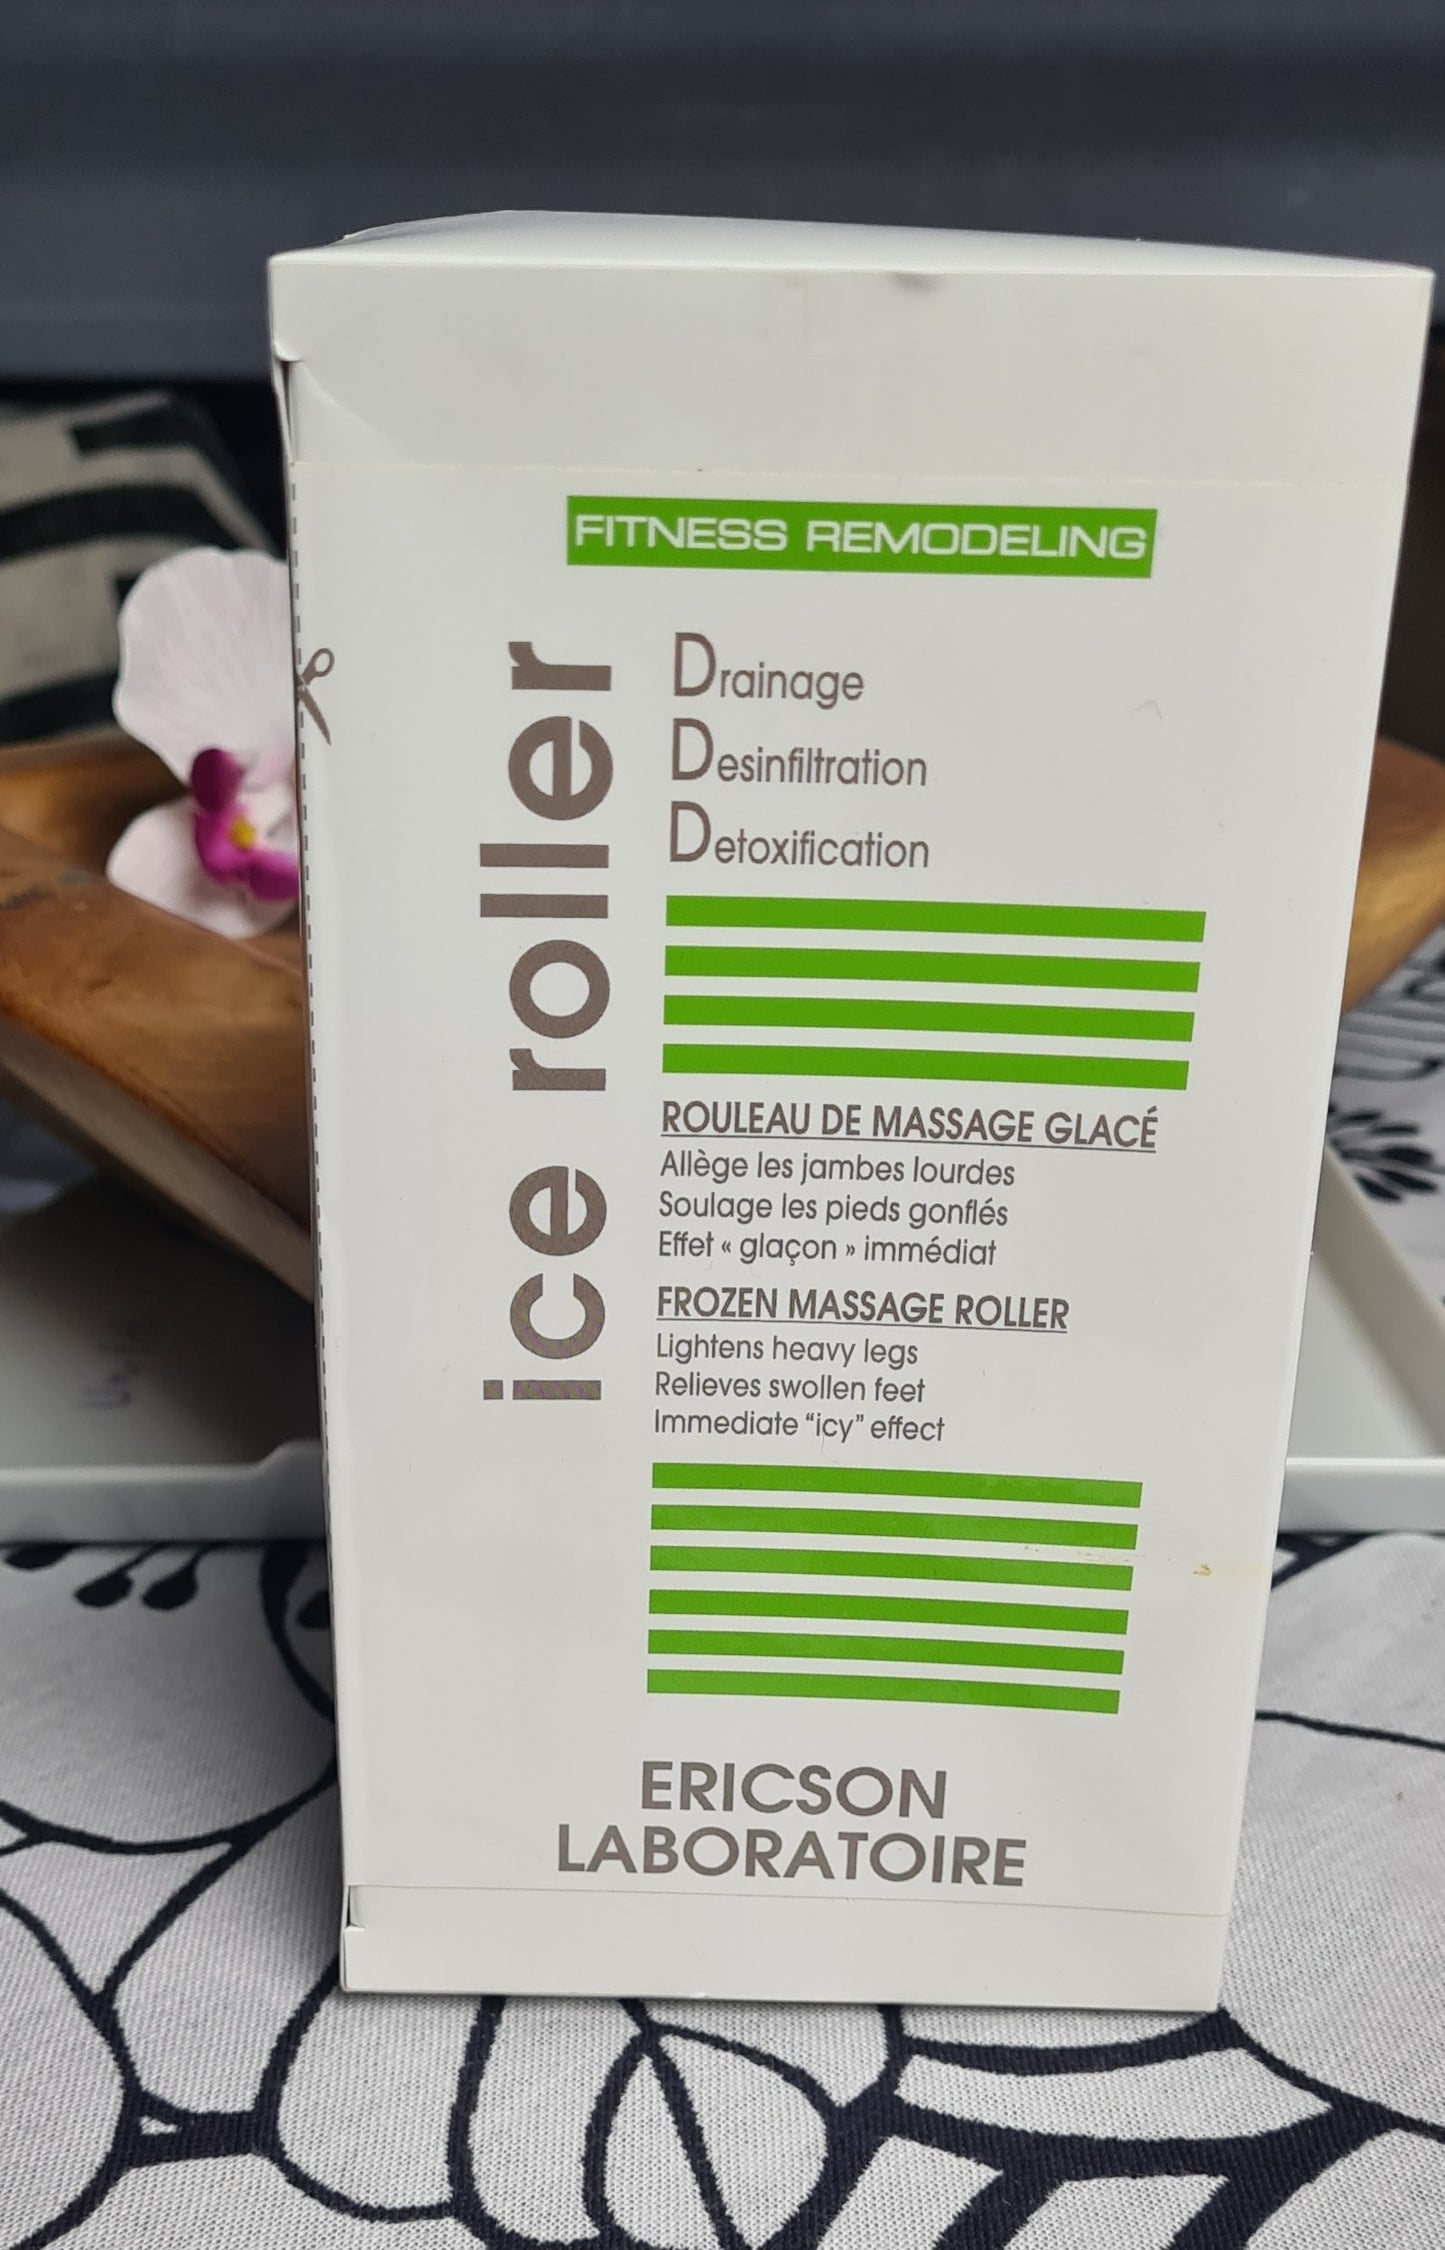 FITNESS REMODELING
ice roller
Drainage
Desinfiltration
Detoxification
ROULEAU DE MASSAGE GLACÉ
Allège les jambes lourdes
Soulage les pieds gonflés
Effet « glaçon » immédiat
FROZEN MASSAGE ROLLER
Lightens heavy legs
Relieves swollen feet
Immediate “icy” effect
ERICSON
LABORATOIRE